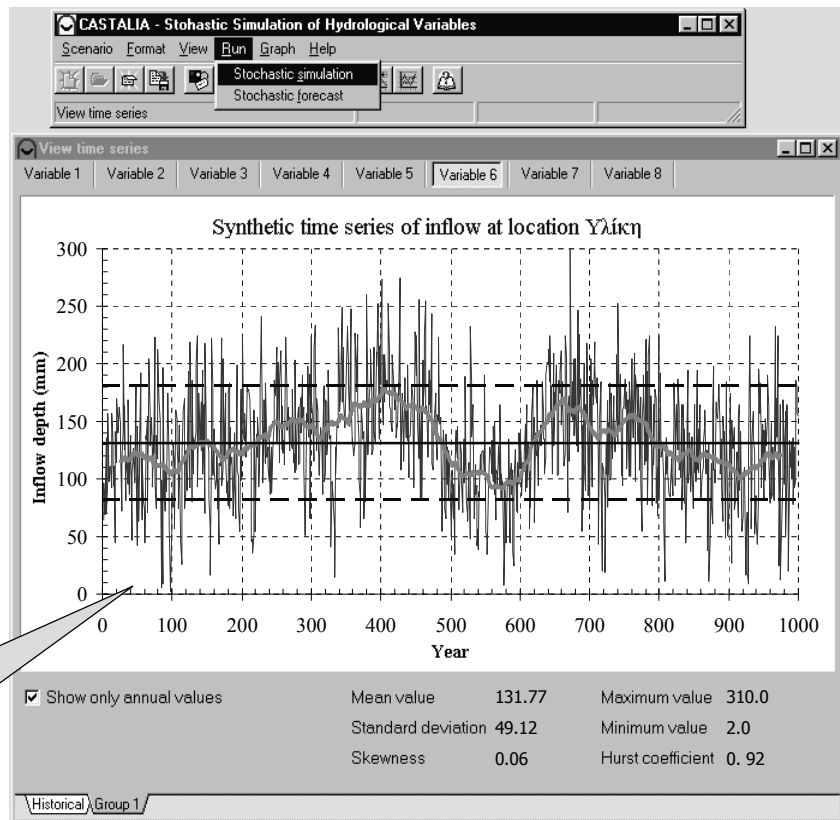 CASTALIA - Stohastic Simulation of Hydrological Variables
Scenario Format View Run Graph Help
Stochastic simulation
Stochastic forecast
View time series
View time series
Variable 1 Variable 2 Variable 3 Variable 4 Variable 5 Variable 6 Variable 7 Variable 8
Synthetic time series of inflow at location Υλίκη
300
250
200
150
100
50
0
Inflow depth (mm)
0 100 200 300 400 500 600 700 800 900 1000
Year
Show only annual values Mean value 131.77 Maximum value 310.0
Standard deviation 49.12 Minimum value 2.0
Skewness 0.06 Hurst coefficient 0. 92
Historical Group 1